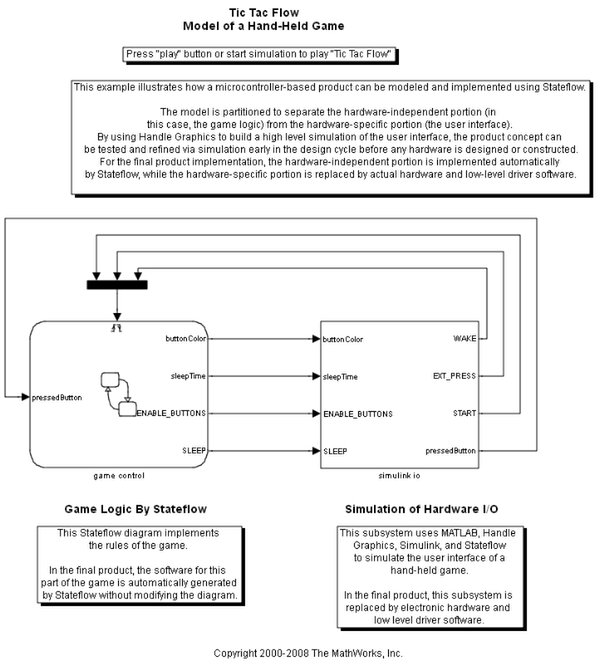 Tic Tac Flow
Model of a Hand-Held Game
Press "play" button or start simulation to play "Tic Tac Flow"
This example illustrates how a microcontroller-based product can be modeled and implemented using Stateflow.
The model is partitioned to separate the hardware-independent portion (in
this case, the game logic) from the hardware-specific portion (the user interface).
By using Handle Graphics to build a high level simulation of the user interface, the product concept can
be tested and refined via simulation early in the design cycle before any hardware is designed or constructed.
For the final product implementation, the hardware-independent portion is implemented automatically
by Stateflow, while the hardware-specific portion is replaced by actual hardware and low-level driver software.
pressedButton
buttonColor
sleepTime
ENABLE_BUTTONS
SLEEP
game control
buttonColor
sleepTime
ENABLE_BUTTONS
SLEEP
WAKE
EXT_PRESS
START
pressedButton
simulink io
Game Logic By Stateflow
This Stateflow diagram implements
the rules of the game.
In the final product, the software for this
part of the game is automatically generated
by Stateflow without modifying the diagram.
Simulation of Hardware I/O
This subsystem uses MATLAB, Handle
Graphics, Simulink, and Stateflow
to simulate the user interface of a
hand-held game.
In the final product, this subsystem is
replaced by electronic hardware and
low level driver software.
Copyright 2000-2008 The MathWorks, Inc.